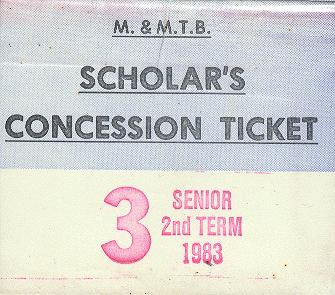 M. & M.T.B.
SCHOLAR'S
CONCESSION TICKET
3
SENIOR
2nd TERM
1983